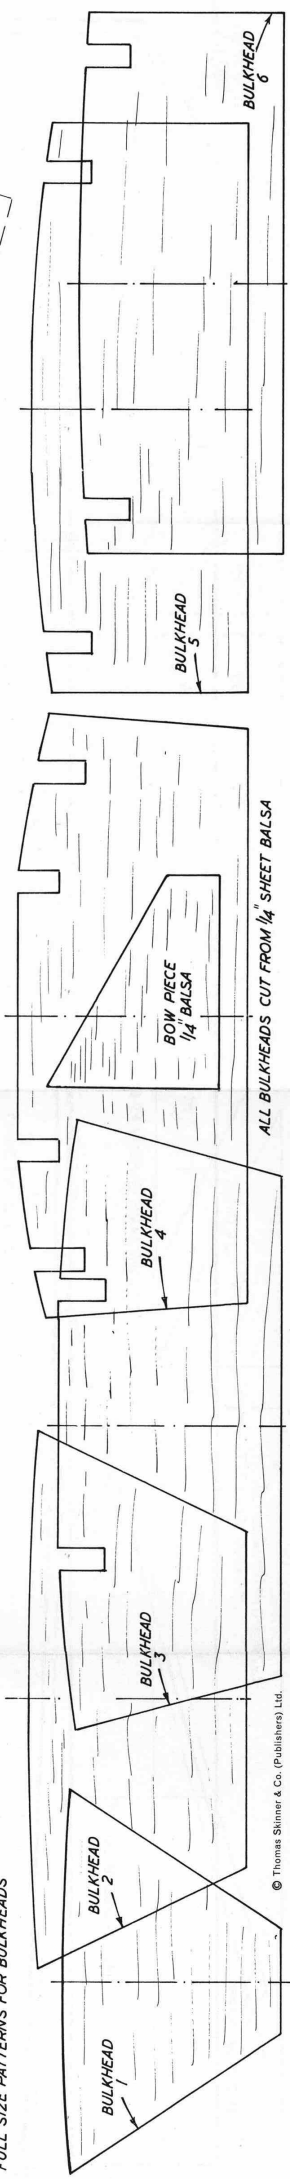 FULL SIZE PATTERNS FOR BULKHEADS
BULKHEAD
1
BULKHEAD
2
BULKHEAD
3
BULKHEAD
4
BOW PIECE
1/4" BALSA
BULKHEAD
5
BULKHEAD
6
ALL BULKHEADS CUT FROM 1/4" SHEET BALSA
© Thomas Skinner & Co. (Publishers) Ltd.